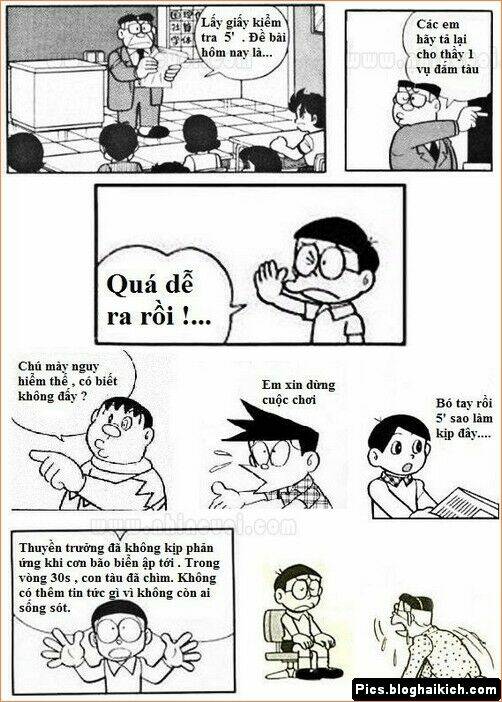 Lấy giấy kiểm
tra 5' . Đề bài
hôm nay là...
Các em
hãy tả lại
cho thầy 1
vụ đắm tàu
Quá dễ
ra rồi !...
Chú mày nguy
hiểm thế , có biết
không đấy ?
Em xin dừng
cuộc chơi
Bó tay rồi
5' sao làm
kịp đây....
Thuyền trưởng đã không kịp phản
ứng khi cơn bão biển ập tới . Trong
vòng 30s , con tàu đã chìm. Không
có thêm tin tức gì vì không còn ai
sống sót.
Pics.bloghaikich.com